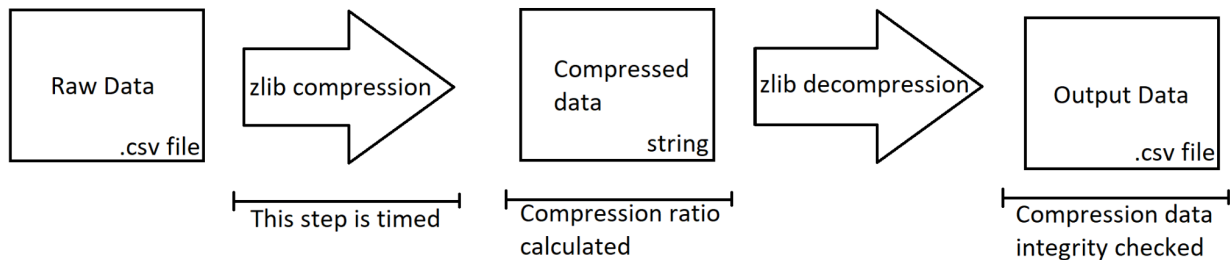 Raw Data
.csv file
zlib compression
This step is timed
Compressed
data
string
Compression ratio
calculated
zlib decompression
Output Data
.csv file
Compression data
integrity checked